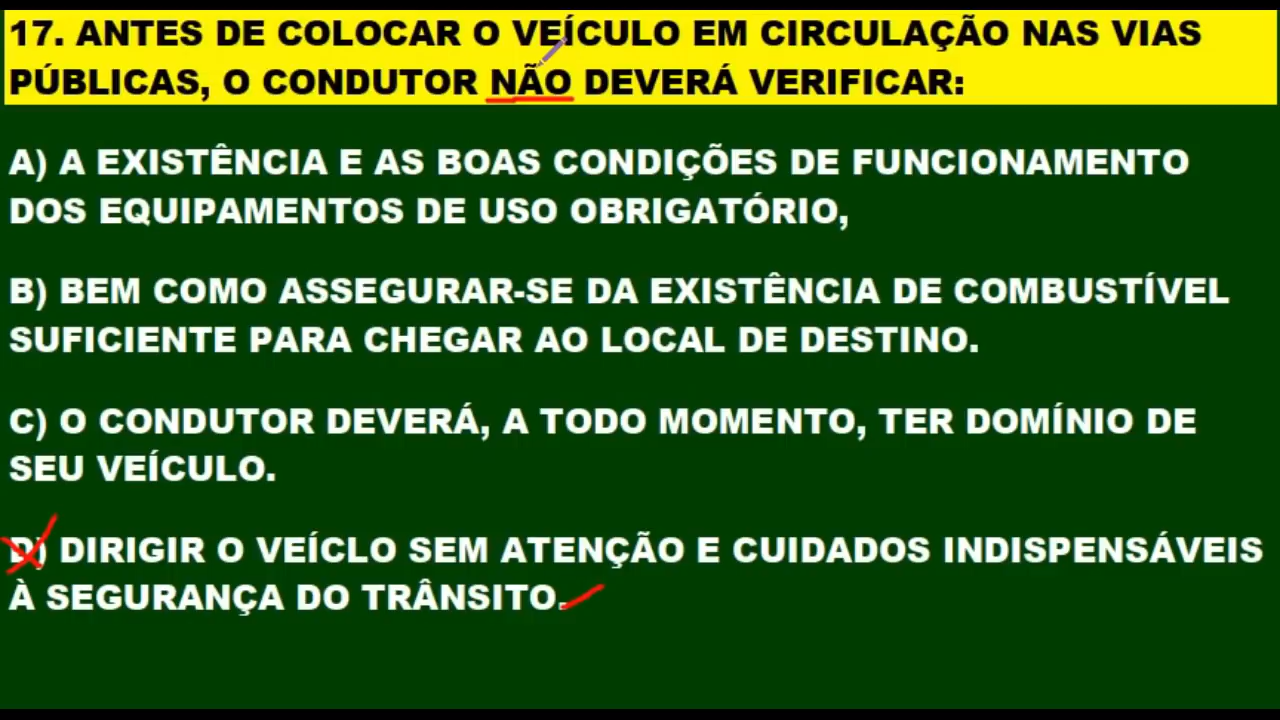 17. ANTES DE COLOCAR O VEÍCULO EM CIRCULAÇÃO NAS VIAS
PÚBLICAS, O CONDUTOR NÃO DEVERÁ VERIFICAR:
A) A EXISTÊNCIA E AS BOAS CONDIÇÕES DE FUNCIONAMENTO
DOS EQUIPAMENTOS DE USO OBRIGATÓRIO,
B) BEM COMO ASSEGURAR-SE DA EXISTÊNCIA DE COMBUSTÍVEL
SUFICIENTE PARA CHEGAR AO LOCAL DE DESTINO.
C) O CONDUTOR DEVERÁ, A TODO MOMENTO, TER DOMÍNIO DE
SEU VEÍCULO.
D) DIRIGIR O VEÍCLO SEM ATENÇÃO E CUIDADOS INDISPENSÁVEIS
À SEGURANÇA DO TRÂNSITO.